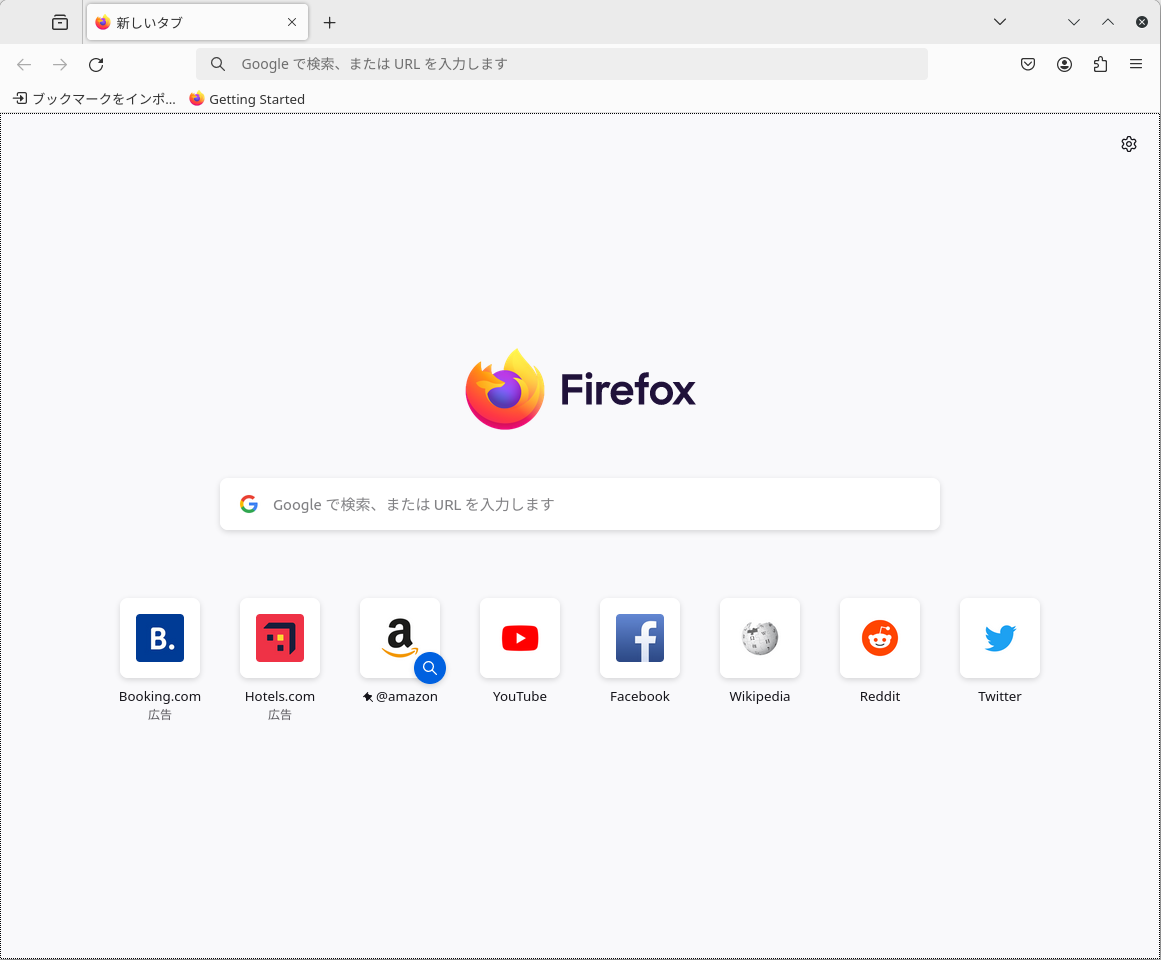 新しいタブ
Google で検索、または URL を入力します
ブックマークをインポ... Getting Started
Firefox
Google で検索、または URL を入力します
B.
a
Booking.com
広告
Hotels.com
広告
@amazon
YouTube
Facebook
Wikipedia
Reddit
Twitter